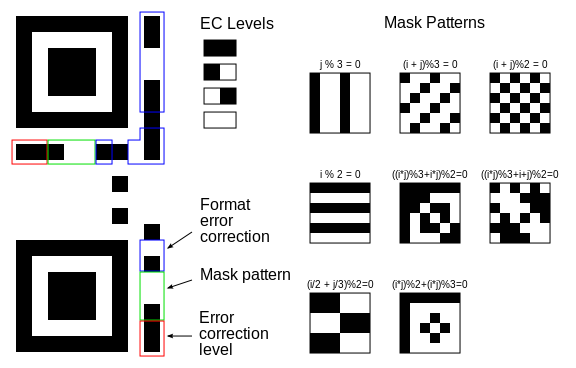 EC Levels
Mask Patterns
j % 3 = 0
(i + j)%3 = 0
(i + j)%2 = 0
i % 2 = 0
((i*j)%3+i*j)%2=0
((i*j)%3+i+j)%2=0
Format
error
correction
Mask pattern
(i/2 + j/3)%2=0
(i*j)%2+(i*j)%3=0
Error
correction
level